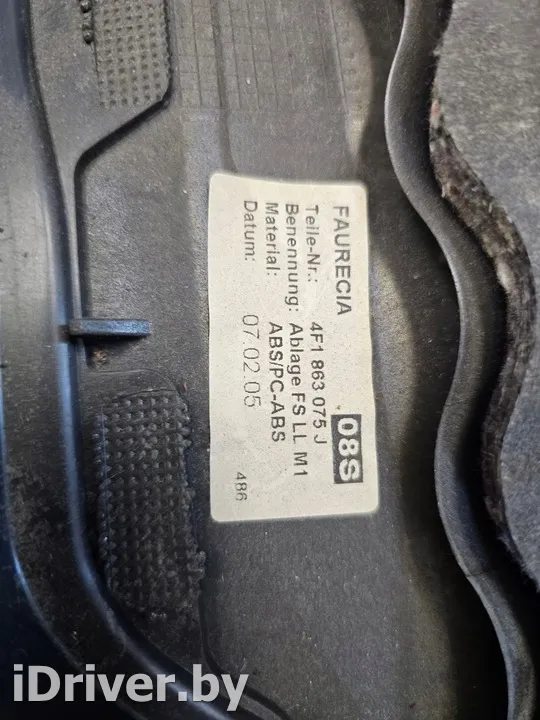 FAURECIA
Teile-Nr.: 4F1 863 075 J
Benennung: Ablage FS LL M1
Material: ABS/PC-ABS
Datum: 07.02.05
08S
486
iDriver.by